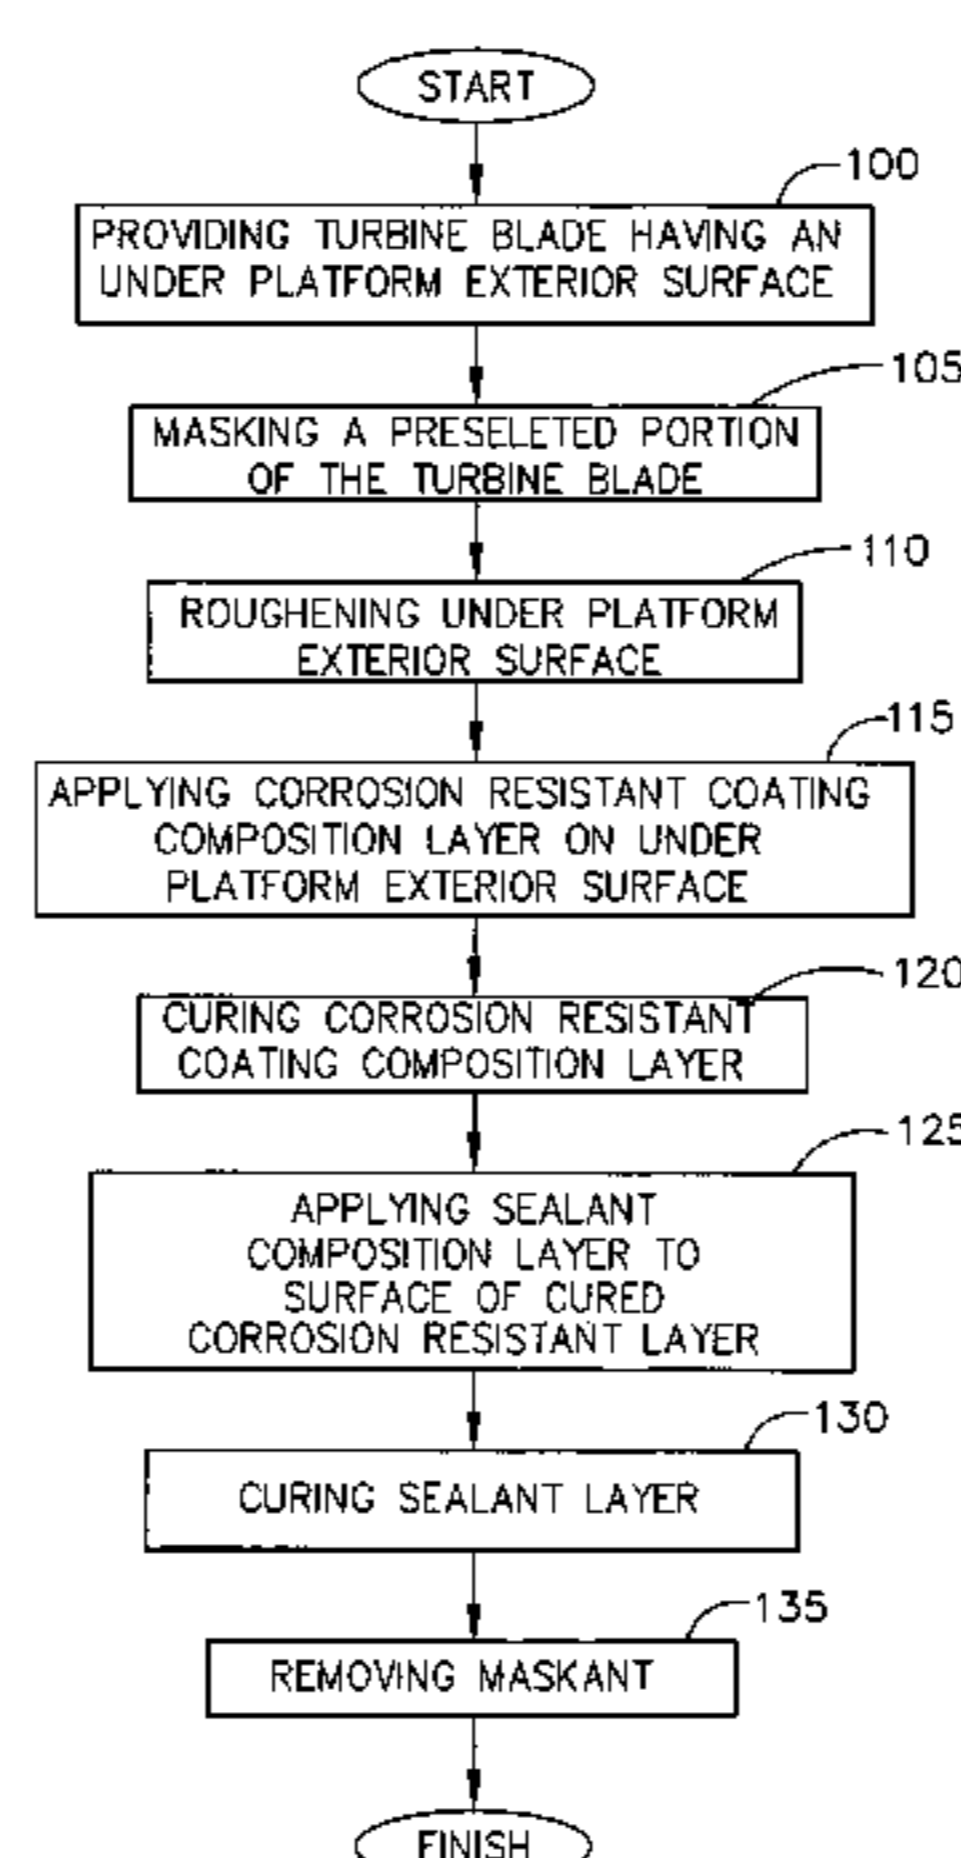 START
100
PROVIDING TURBINE BLADE HAVING AN
UNDER PLATFORM EXTERIOR SURFACE
105
MASKING A PRESELETED PORTION
OF THE TURBINE BLADE
110
ROUGHENING UNDER PLATFORM
EXTERIOR SURFACE
115
APPLYING CORROSION RESISTANT COATING
COMPOSITION LAYER ON UNDER
PLATFORM EXTERIOR SURFACE
120
CURING CORROSION RESISTANT
COATING COMPOSITION LAYER
125
APPLYING SEALANT
COMPOSITION LAYER TO
SURFACE OF CURED
CORROSION RESISTANT LAYER
130
CURING SEALANT LAYER
135
REMOVING MASKANT
FINISH